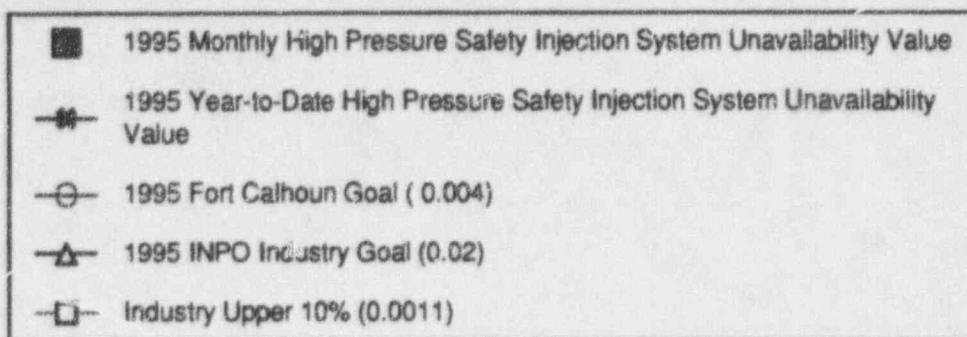 1995 Monthly High Pressure Safety Injection System Unavailability Value
1995 Year-to-Date High Pressure Safety Injection System Unavailability
Value
1995 Fort Calhoun Goal ( 0.004)
1995 INPO Industry Goal (0.02)
Industry Upper 10% (0.0011)